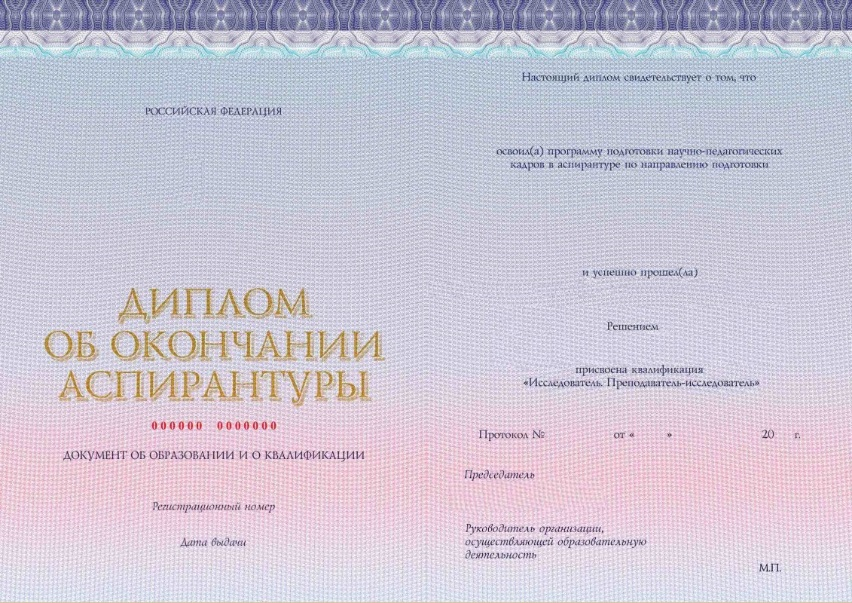 РОССИЙСКАЯ ФЕДЕРАЦИЯ
ДИПЛОМ
ОБ ОКОНЧАНИИ
АСПИРАНТУРЫ
000000 0000000
ДОКУМЕНТ ОБ ОБРАЗОВАНИИ И О КВАЛИФИКАЦИИ
Регистрационный номер
Дата выдачи
Настоящий диплом свидетельствует о том, что
освоил(а) программу подготовки научно-педагогических
кадров в аспирантуре по направлению подготовки
и успешно прошел(ла)
Решением
присвоена квалификация
«Исследователь. Преподаватель-исследователь»
Протокол № от « » 20 г.
Председатель
Руководитель организации,
осуществляющей образовательную
деятельность
М.П.